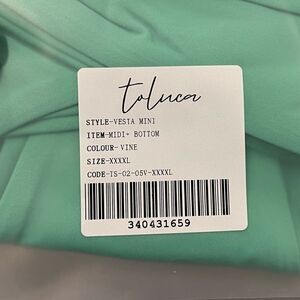 toluca
STYLE-VESTA MINI
ITEM-MIDI+ BOTTOM
COLOUR-VINE
SIZE-XXXXL
CODE-TS-02-05V-XXXXL
340431659